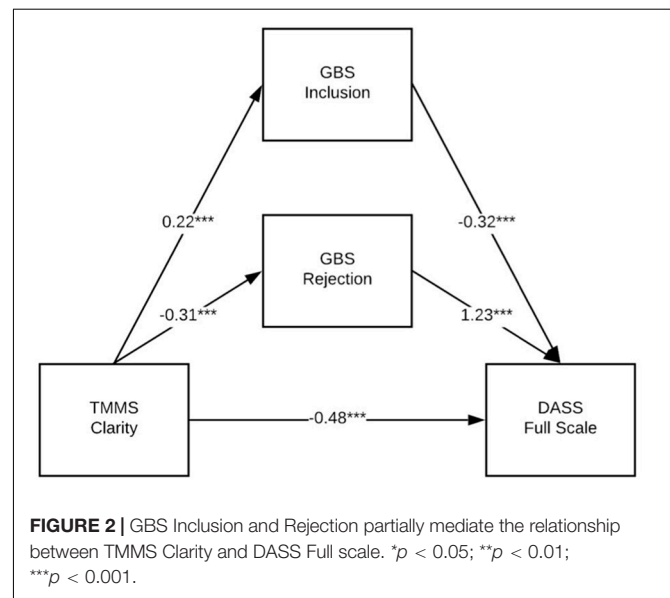 GBS
Inclusion
0.22***
-0.32***
GBS
Rejection
-0.31***
1.23***
TMMS
Clarity
-0.48***
DASS
Full Scale
FIGURE 2 | GBS Inclusion and Rejection partially mediate the relationship
between TMMS Clarity and DASS Full scale. *p < 0.05; **p < 0.01;
***p < 0.001.